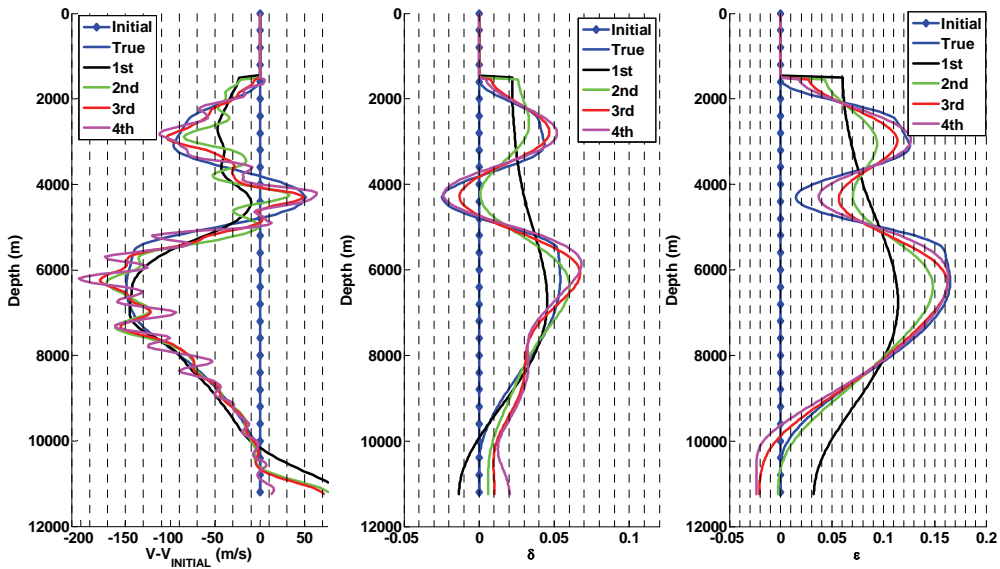 0
2000
4000
6000
8000
10000
12000
Depth (m)
-200 -150 -100 -50 0 50
V-V_INITIAL (m/s)
Initial
True
1st
2nd
3rd
4th
0
2000
4000
6000
8000
10000
12000
Depth (m)
-0.05 0 0.05 0.1
δ
Initial
True
1st
2nd
3rd
4th
0
2000
4000
6000
8000
10000
12000
Depth (m)
-0.05 0 0.05 0.1 0.15 0.2
ε
Initial
True
1st
2nd
3rd
4th